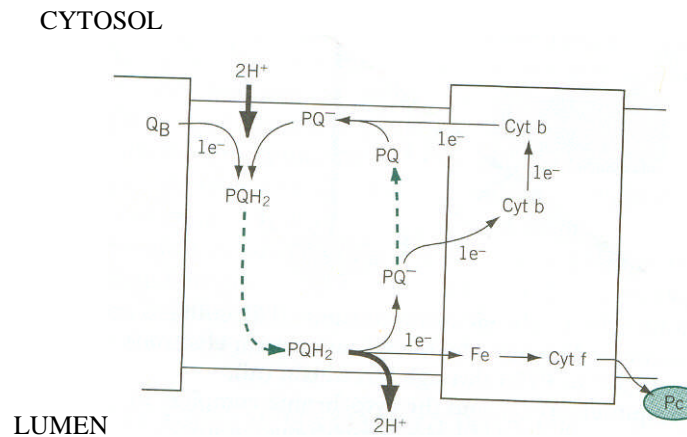 CYTOSOL
2H⁺
Q_B
1e⁻
PQ⁻
1e⁻
Cyt b
PQ
PQH₂
1e⁻
Cyt b
1e⁻
PQ⁻
PQH₂
1e⁻
Fe
Cyt f
Pc
2H⁺
LUMEN